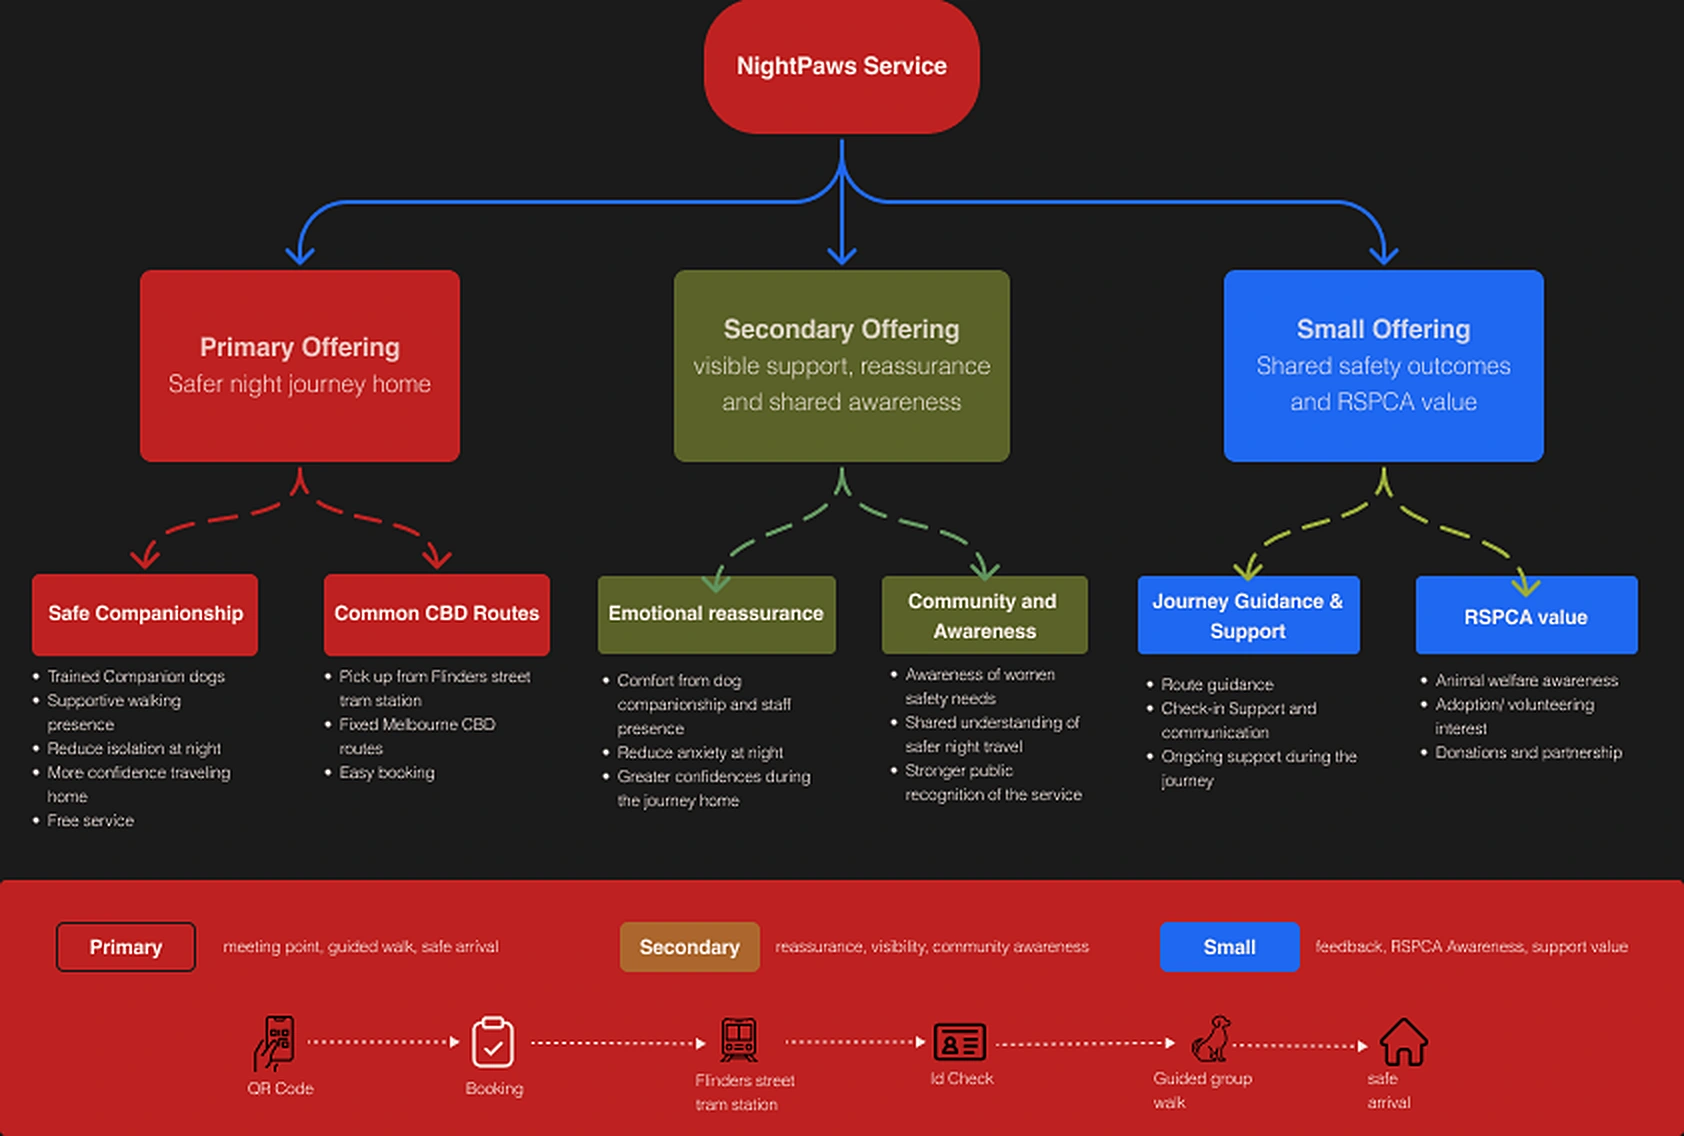 NightPaws Service
Primary Offering
Safer night journey home
Secondary Offering
visible support, reassurance
and shared awareness
Small Offering
Shared safety outcomes
and RSPCA value
Safe Companionship
• Trained Companion dogs
• Supportive walking
presence
• Reduce isolation at night
• More confidence traveling
home
• Free service
Common CBD Routes
• Pick up from Flinders street
tram station
• Fixed Melbourne CBD
routes
• Easy booking
Emotional reassurance
• Comfort from dog
companionship and staff
presence
• Reduce anxiety at night
• Greater confidences during
the journey home
Community and
Awareness
• Awareness of women
safety needs
• Shared understanding of
safer night travel
• Stronger public
recognition of the service
Journey Guidance &
Support
• Route guidance
• Check-in Support and
communication
• Ongoing support during the
journey
RSPCA value
• Animal welfare awareness
• Adoption/ volunteering
interest
• Donations and partnership
Primary
meeting point, guided walk, safe arrival
Secondary
reassurance, visibility, community awareness
Small
feedback, RSPCA Awareness, support value
QR Code
Booking
Flinders street
tram station
Id Check
Guided group
walk
safe
arrival